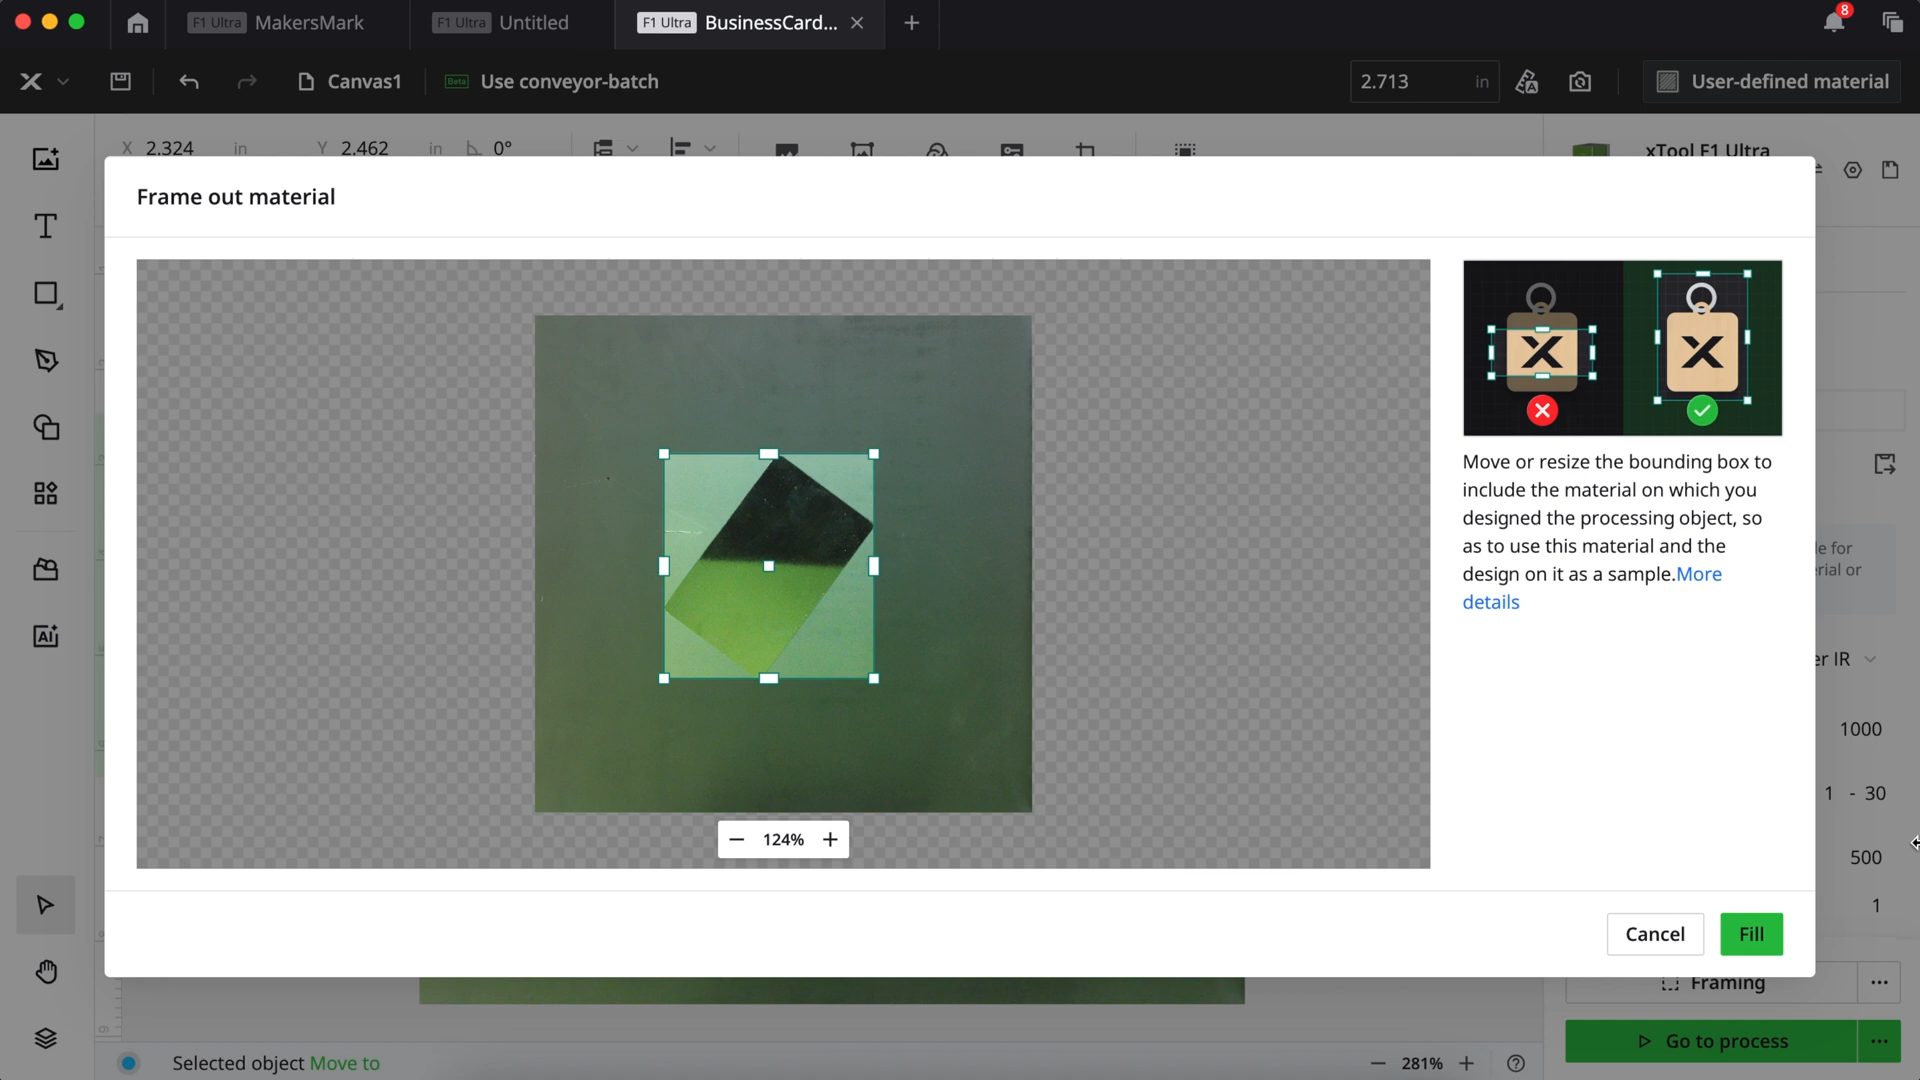 F1 Ultra MakersMark
F1 Ultra Untitled
F1 Ultra BusinessCard...
8
Canvas1
Beta Use conveyor-batch
2.713 in
User-defined material
X 2.324 in
Y 2.462 in
0°
xTool F1 Ultra
Frame out material
Move or resize the bounding box to
include the material on which you
designed the processing object, so
as to use this material and the
design on it as a sample.More
details
le for
rial or
er IR
1000
1 - 30
500
1
124%
Cancel
Fill
Framing
Go to process
Selected object Move to
281%